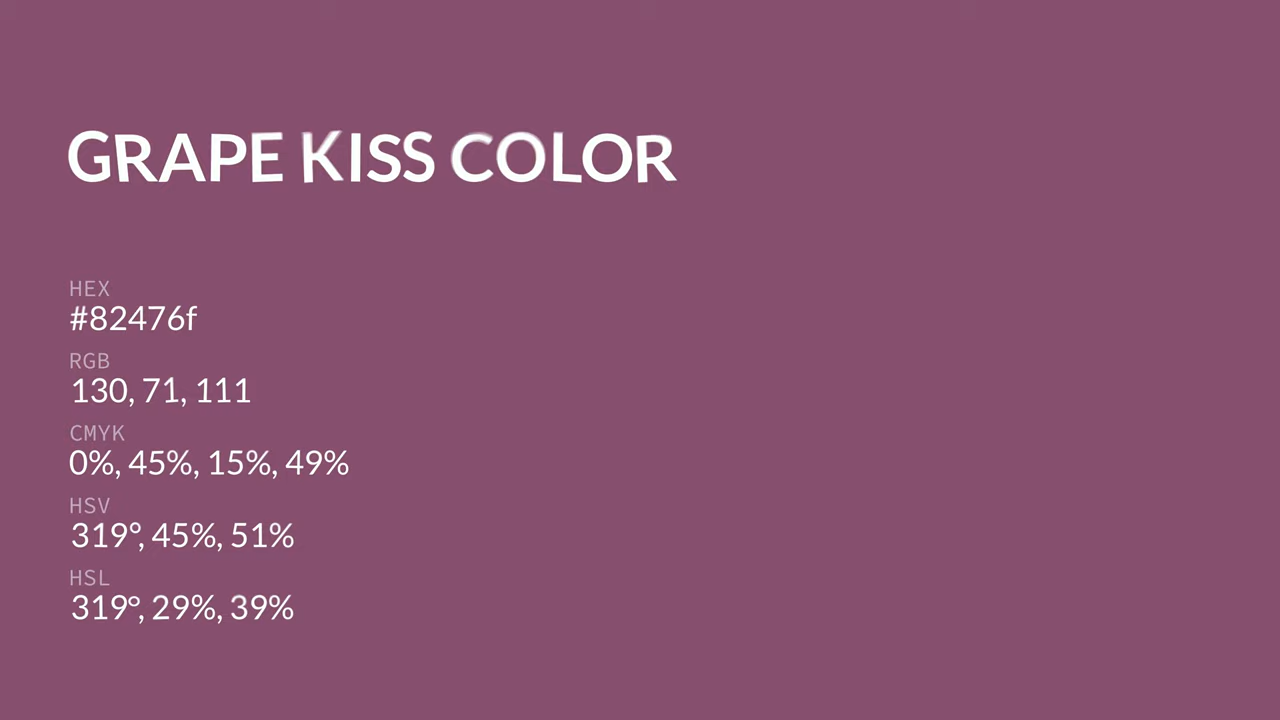 GRAPE KISS COLOR
HEX
#82476f
RGB
130, 71, 111
CMYK
0%, 45%, 15%, 49%
HSV
319°, 45%, 51%
HSL
319°, 29%, 39%